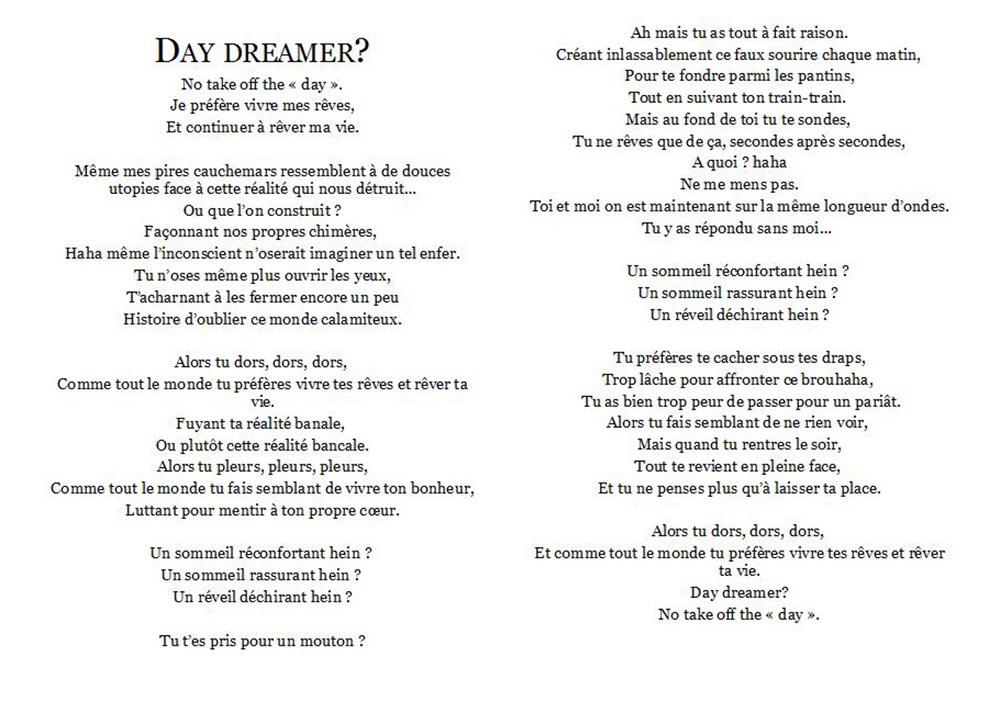 DAY DREAMER?
No take off the « day ».
Je préfère vivre mes rêves,
Et continuer à rêver ma vie.
Même mes pires cauchemars ressemblent à de douces
utopies face à cette réalité qui nous détruit...
Ou que l’on construit ?
Façonnant nos propres chimères,
Haha même l’inconscient n’oserait imaginer un tel enfer.
Tu n’oses même plus ouvrir les yeux,
T’acharnant à les fermer encore un peu
Histoire d’oublier ce monde calamiteux.
Alors tu dors, dors, dors,
Comme tout le monde tu préfères vivre tes rêves et rêver ta
vie.
Fuyant ta réalité banale,
Ou plutôt cette réalité bancale.
Alors tu pleurs, pleurs, pleurs,
Comme tout le monde tu fais semblant de vivre ton bonheur,
Luttant pour mentir à ton propre cœur.
Un sommeil réconfortant hein ?
Un sommeil rassurant hein ?
Un réveil déchirant hein ?
Tu t’es pris pour un mouton ?
Ah mais tu as tout à fait raison.
Créant inlassablement ce faux sourire chaque matin,
Pour te fondre parmi les pantins,
Tout en suivant ton train-train.
Mais au fond de toi tu te sondes,
Tu ne rêves que de ça, secondes après secondes,
A quoi ? haha
Ne me mens pas.
Toi et moi on est maintenant sur la même longueur d’ondes.
Tu y as répondu sans moi...
Un sommeil réconfortant hein ?
Un sommeil rassurant hein ?
Un réveil déchirant hein ?
Tu préfères te cacher sous tes draps,
Trop lâche pour affronter ce brouhaha,
Tu as bien trop peur de passer pour un pariât.
Alors tu fais semblant de ne rien voir,
Mais quand tu rentres le soir,
Tout te revient en pleine face,
Et tu ne penses plus qu’à laisser ta place.
Alors tu dors, dors, dors,
Et comme tout le monde tu préfères vivre tes rêves et rêver
ta vie.
Day dreamer?
No take off the « day ».